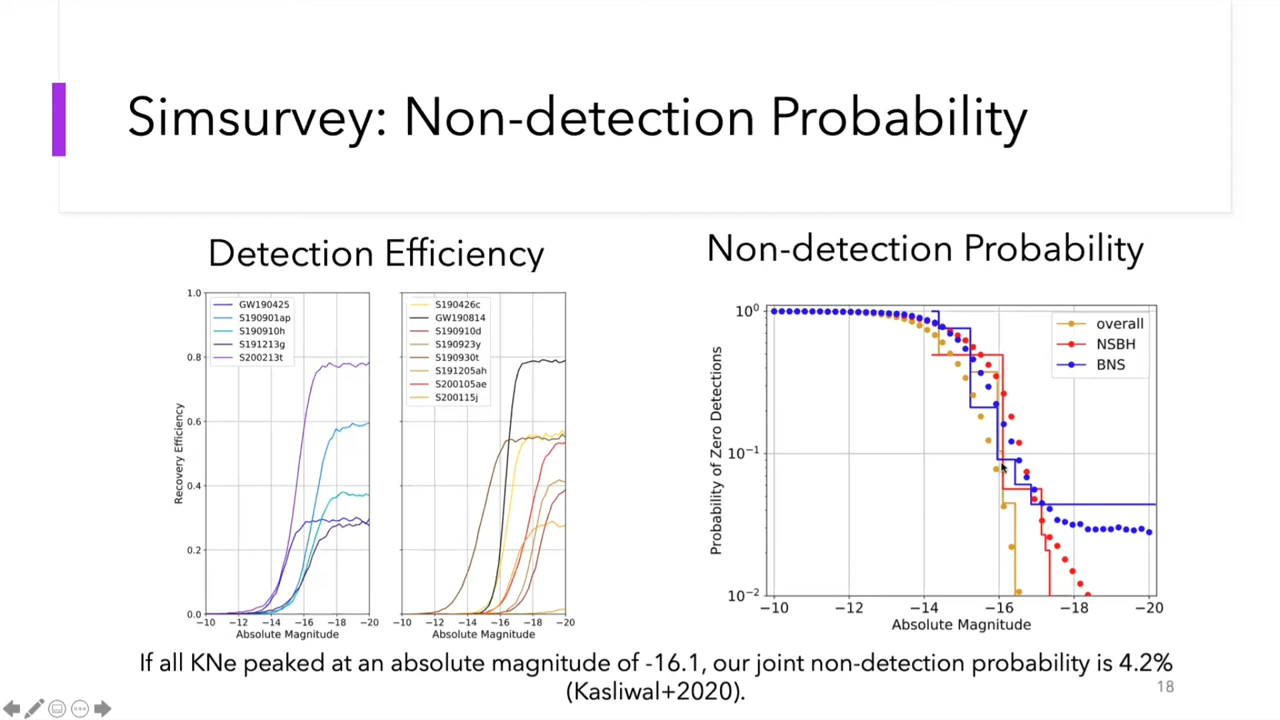 Simsurvey: Non-detection Probability
Detection Efficiency
Non-detection Probability
1.0
0.8
0.6
0.4
0.2
0.0
Recovery Efficiency
GW190425
S190901ap
S190910h
S191213g
S200213t
−10
−12
−14
−16
−18
−20
Absolute Magnitude
S190426c
GW190814
S190910d
S190923y
S190930t
S191205ah
S200105ae
S200115j
−10
−12
−14
−16
−18
−20
Absolute Magnitude
10⁰
10⁻¹
10⁻²
Probability of Zero Detections
overall
NSBH
BNS
−10
−12
−14
−16
−18
−20
Absolute Magnitude
If all KNe peaked at an absolute magnitude of -16.1, our joint non-detection probability is 4.2%
(Kasliwal+2020).
18